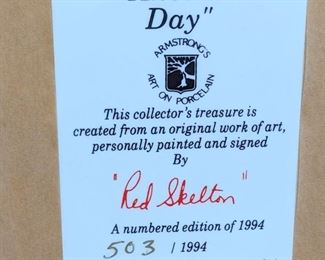 Day"
ARMSTRONG'S
ART ON PORCELAIN
This collector's treasure is
created from an original work of art,
personally painted and signed
By
"Red Skelton"
A numbered edition of 1994
503 / 1994